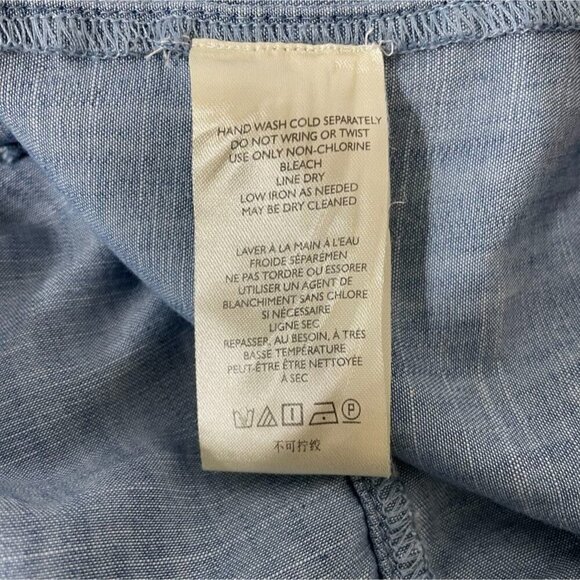 HAND WASH COLD SEPARATELY
DO NOT WRING OR TWIST
USE ONLY NON-CHLORINE
BLEACH
LINE DRY
LOW IRON AS NEEDED
MAY BE DRY CLEANED
LAVER À LA MAIN À L'EAU
FROIDE SÉPARÉMEN
NE PAS TORDRE OU ESSORER
UTILISER UN AGENT DE
BLANCHIMENT SANS CHLORE
SI NÉCESSAIRE
LIGNE SEC
REPASSER, AU BESOIN, À TRÈS
BASSE TEMPÉRATURE
PEUT-ÊTRE ÊTRE NETTOYÉE
À SEC
P
不可拧绞